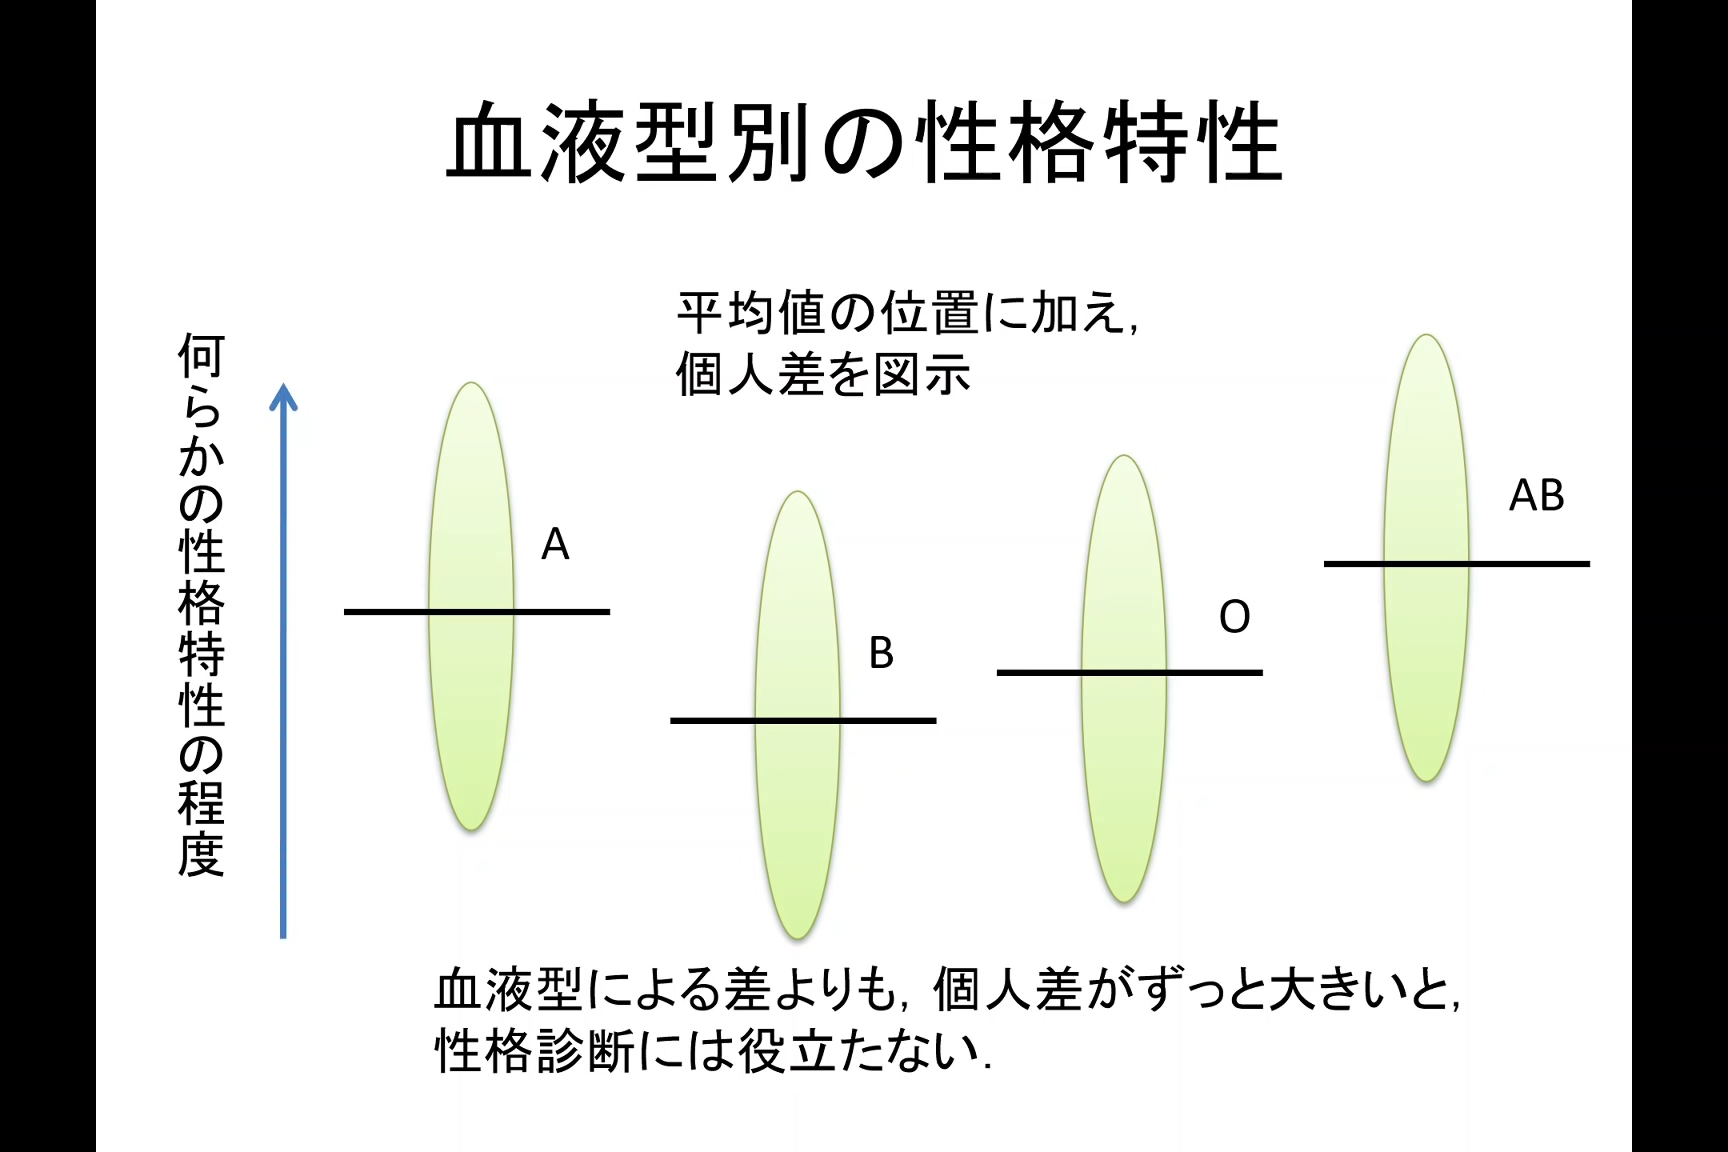 血液型別の性格特性
平均値の位置に加え，
個人差を図示
何らかの性格特性の程度
A
B
O
AB
血液型による差よりも，個人差がずっと大きいと，
性格診断には役立たない．